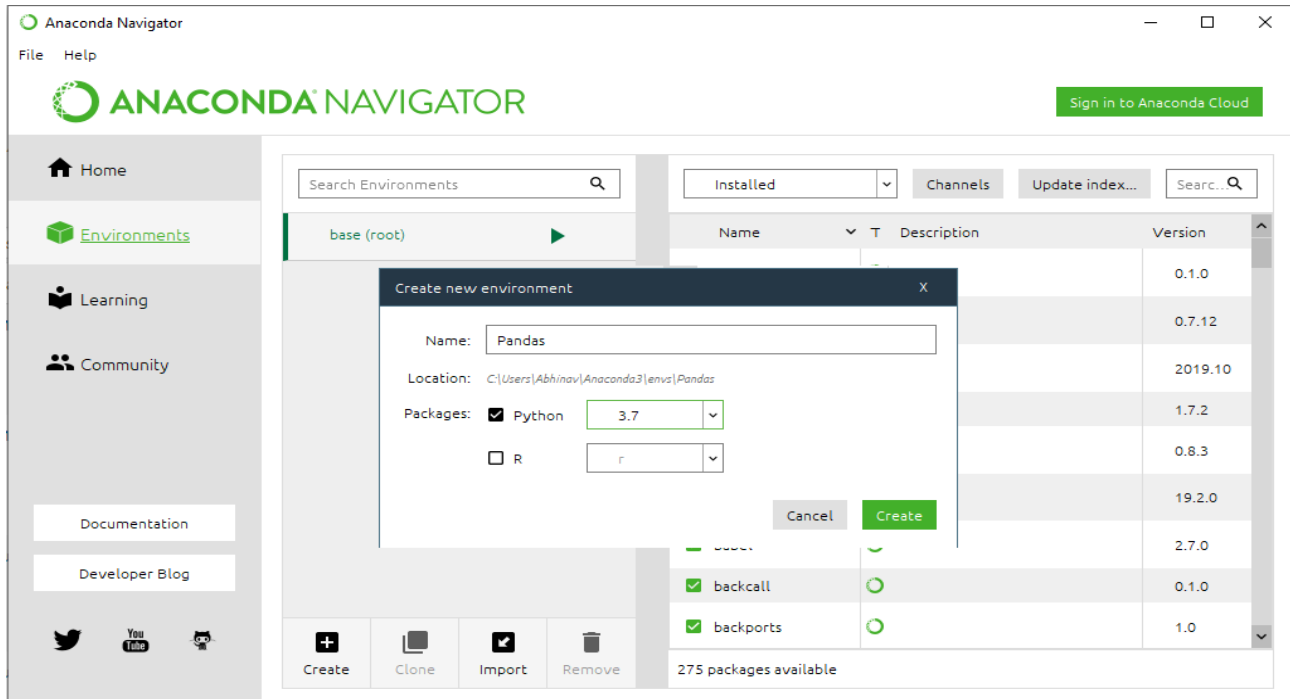 Anaconda Navigator
File Help
ANACONDA NAVIGATOR
Sign in to Anaconda Cloud
Home
Environments
Learning
Community
Documentation
Developer Blog
You Tube
Search Environments
base (root)
Create
Clone
Import
Remove
Installed
Channels
Update index...
Searc...
Name T Description Version
0.1.0
0.7.12
2019.10
1.7.2
0.8.3
19.2.0
2.7.0
backcall 0.1.0
backports 1.0
275 packages available
Create new environment X
Name: Pandas
Location: C:\Users\Abhinav\Anaconda3\envs\Pandas
Packages: Python 3.7
R r
Cancel Create